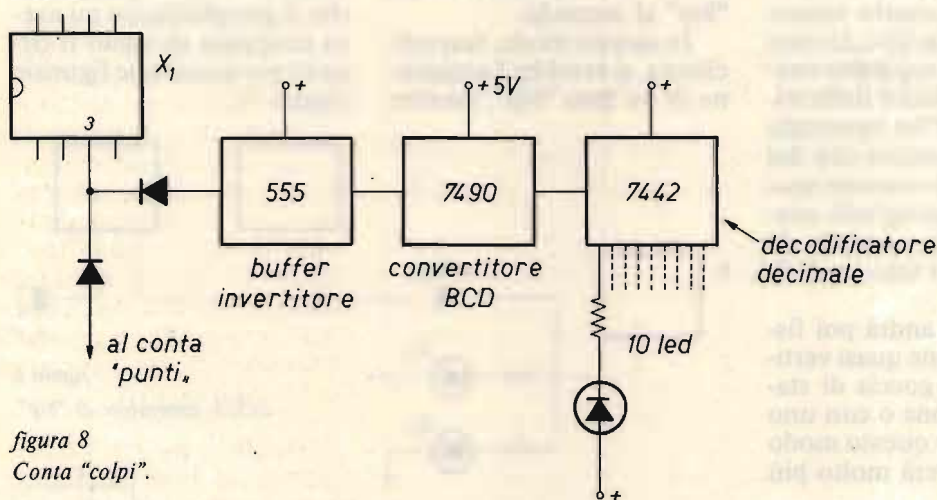 X1
3
+
+5V
+
555
7490
7442
buffer
invertitore
convertitore
BCD
decodificatore
decimale
al conta
"punti„
10 led
+
figura 8
Conta "colpi".